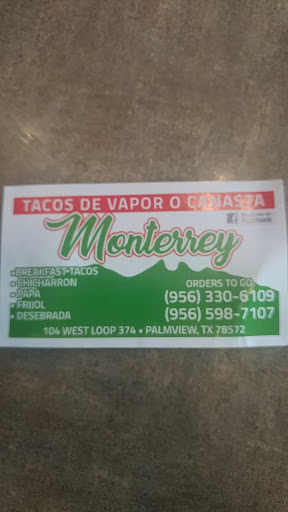 TACOS DE VAPOR O CANASTA
Facebook
Monterrey
• BREAKFAST TACOS
• CHICHARRON
• PAPA
• FRIJOL
• DESEBRADA
ORDERS TO GO:
(956) 330-6109
(956) 598-7107
104 WEST LOOP 374 • PALMVIEW, TX 78572